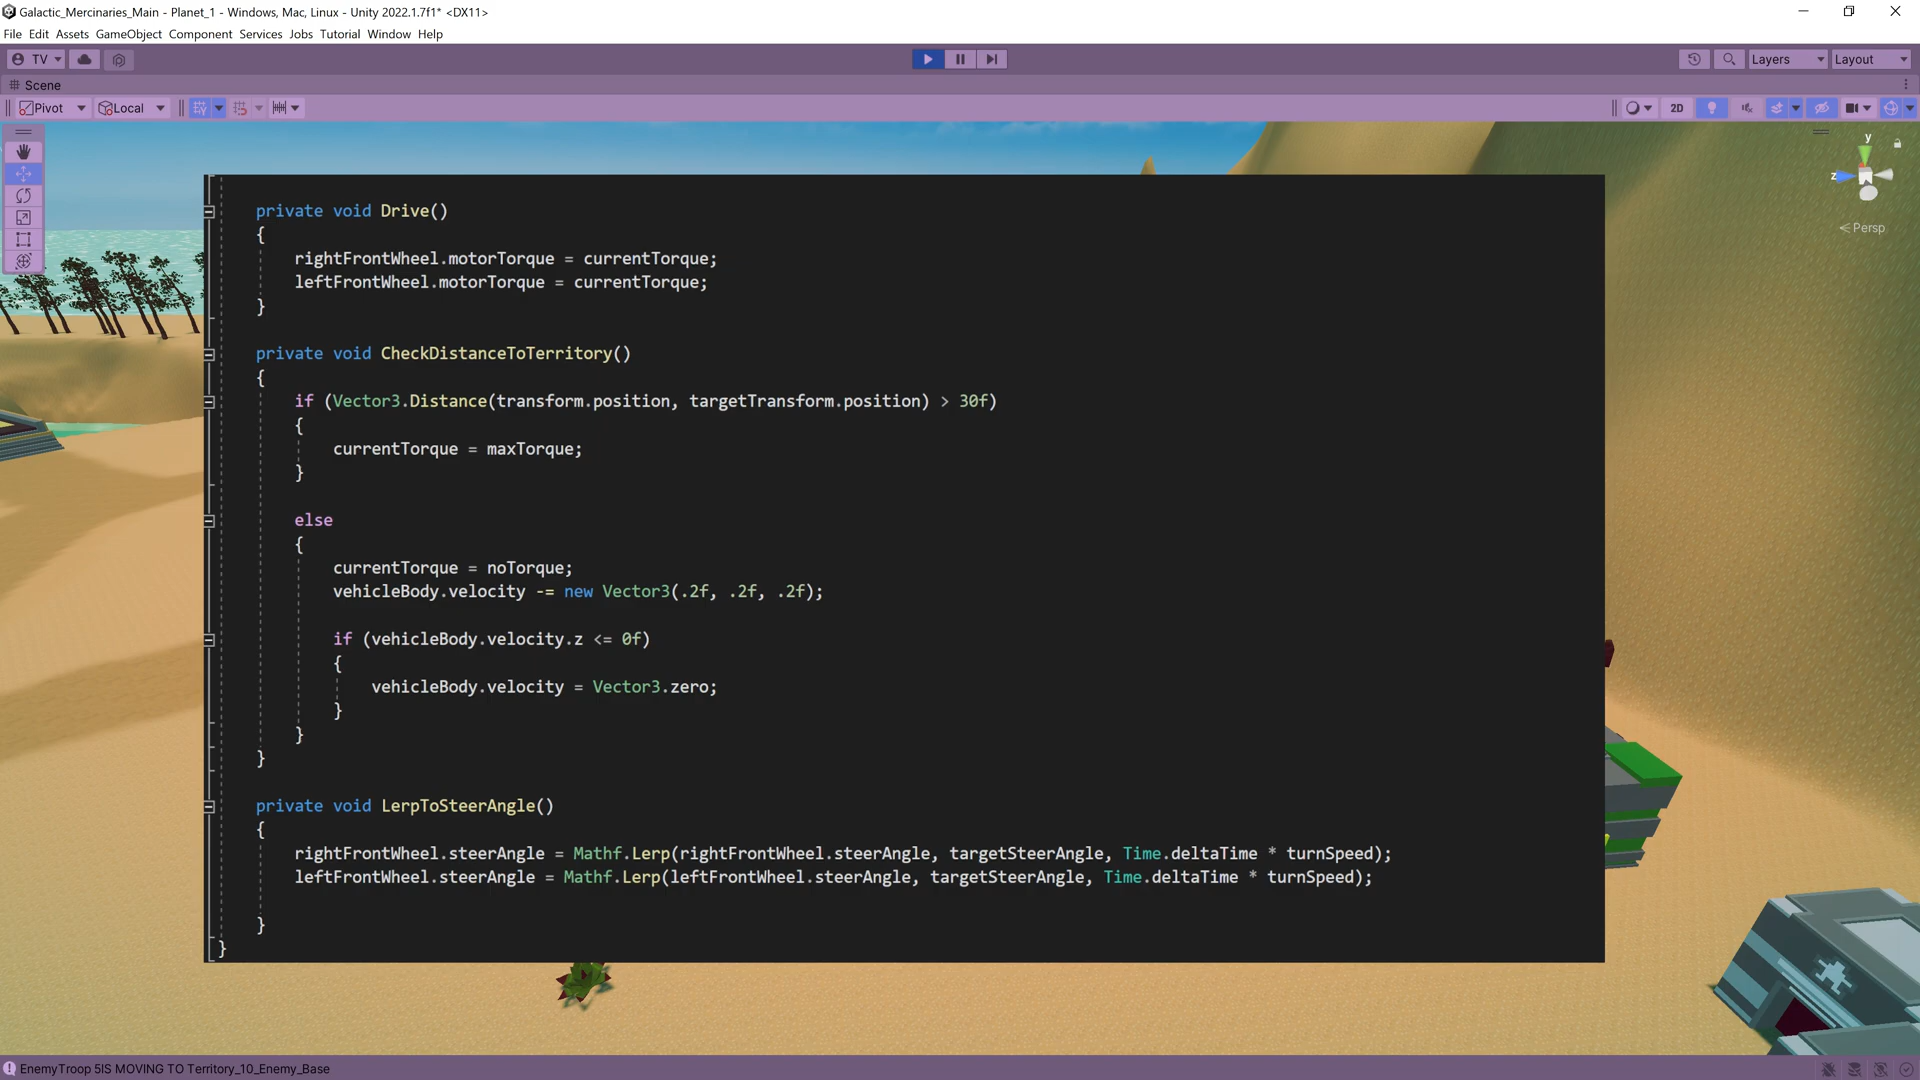 Galactic_Mercinaries_Main - Planet_1 - Windows, Mac, Linux - Unity 2022.1.7f1* <DX11>
File Edit Assets GameObject Component Services Jobs Tutorial Window Help
TV Layers Layout
Scene
Pivot Local 2D
y
z
Persp
private void Drive()
{
rightFrontWheel.motorTorque = currentTorque;
leftFrontWheel.motorTorque = currentTorque;
}
private void CheckDistanceToTerritory()
{
if (Vector3.Distance(transform.position, targetTransform.position) > 30f)
{
currentTorque = maxTorque;
}
else
{
currentTorque = noTorque;
vehicleBody.velocity -= new Vector3(.2f, .2f, .2f);
if (vehicleBody.velocity.z <= 0f)
{
vehicleBody.velocity = Vector3.zero;
}
}
}
private void LerpToSteerAngle()
{
rightFrontWheel.steerAngle = Mathf.Lerp(rightFrontWheel.steerAngle, targetSteerAngle, Time.deltaTime * turnSpeed);
leftFrontWheel.steerAngle = Mathf.Lerp(leftFrontWheel.steerAngle, targetSteerAngle, Time.deltaTime * turnSpeed);
}
}
EnemyTroop 5IS MOVING TO Territory_10_Enemy_Base